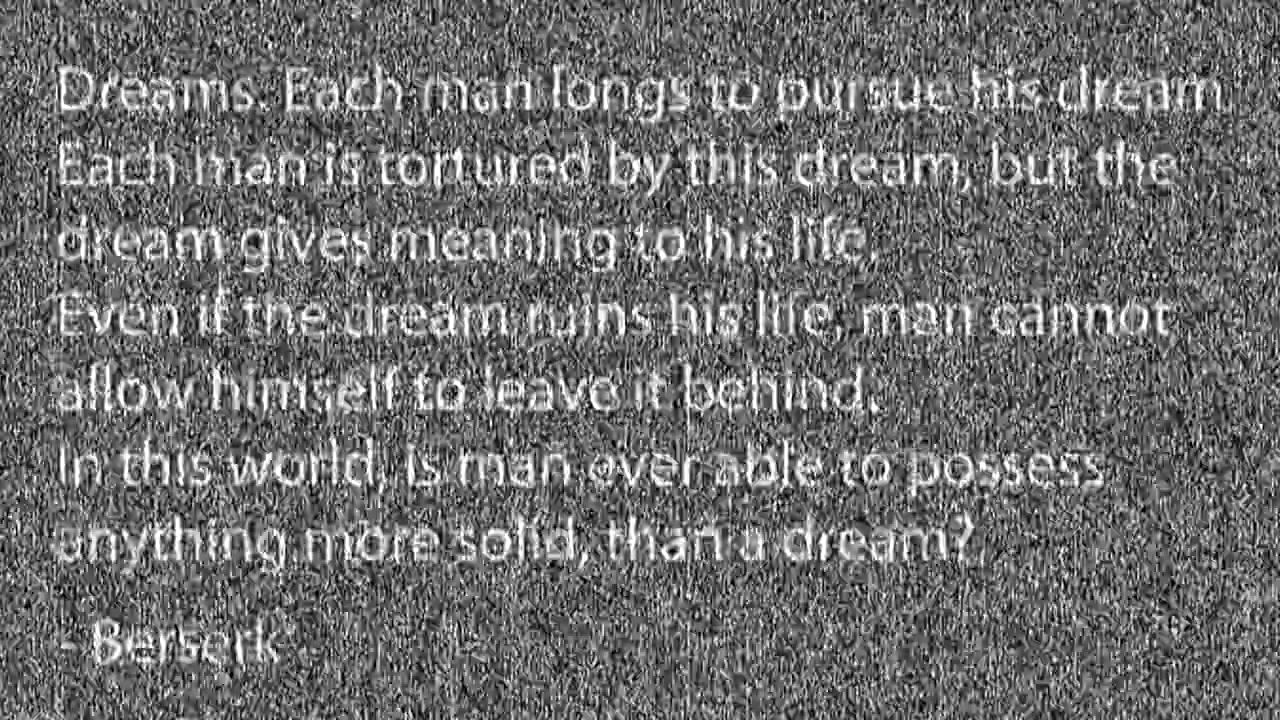 Dreams. Each man longs to pursue his dream
Each man is tortured by this dream, but the
dream gives meaning to his life.
Even if the dream ruins his life, man cannot
allow himself to leave it behind.
In this world, is man ever able to possess
anything more solid, than a dream?
- Berserk